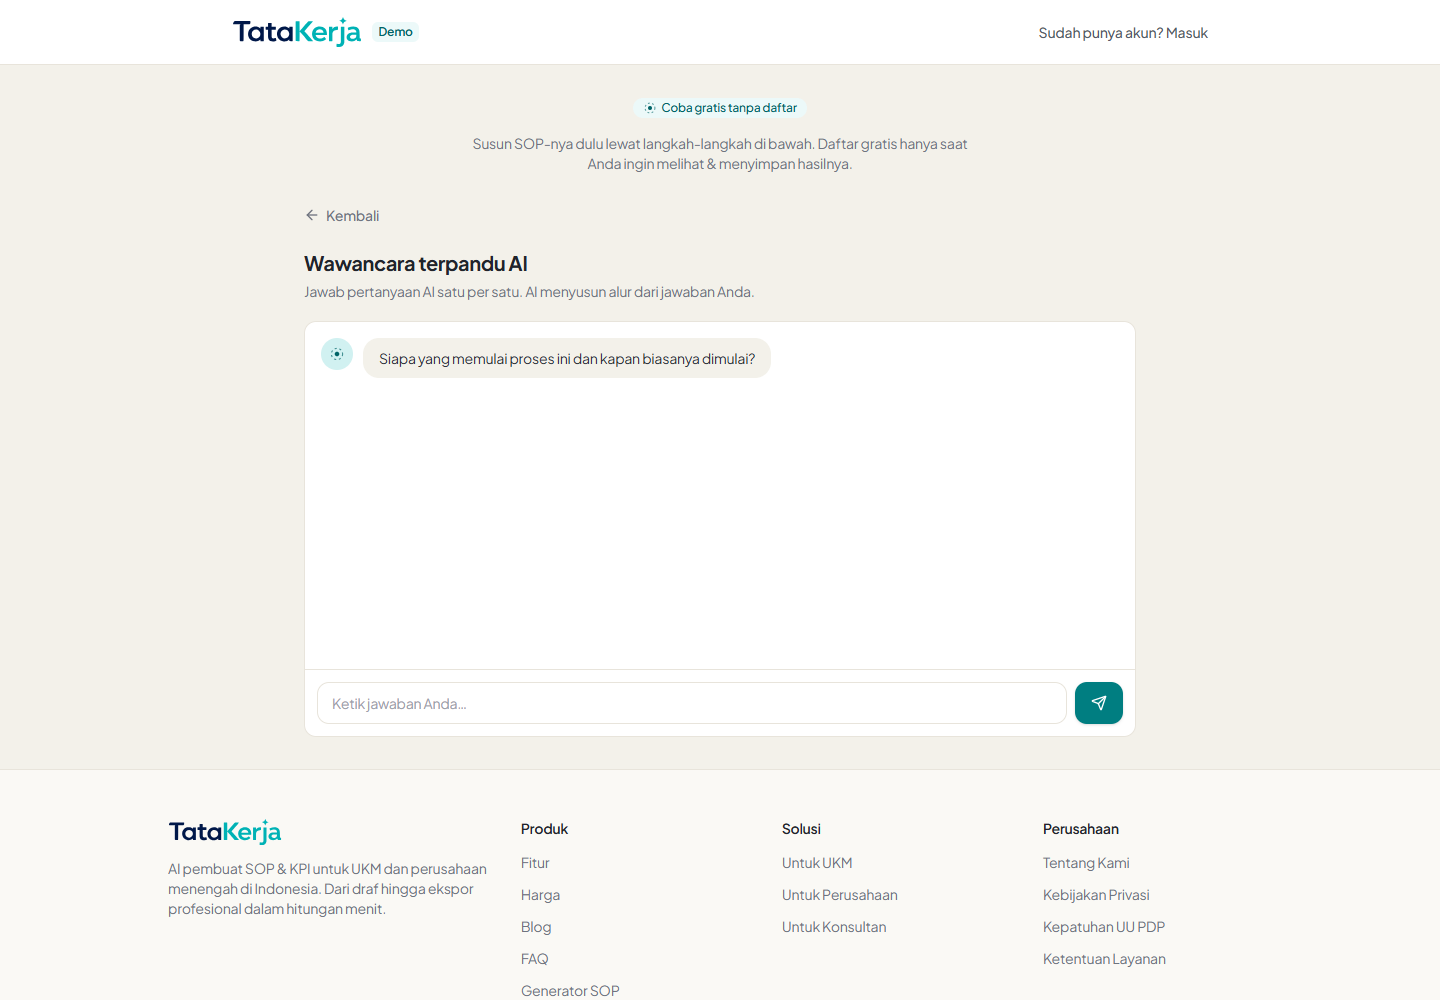 TataKerja Demo
Sudah punya akun? Masuk
Coba gratis tanpa daftar
Susun SOP-nya dulu lewat langkah-langkah di bawah. Daftar gratis hanya saat
Anda ingin melihat & menyimpan hasilnya.
Kembali
Wawancara terpandu AI
Jawab pertanyaan AI satu per satu. AI menyusun alur dari jawaban Anda.
Siapa yang memulai proses ini dan kapan biasanya dimulai?
Ketik jawaban Anda...
TataKerja
AI pembuat SOP & KPI untuk UKM dan perusahaan
menengah di Indonesia. Dari draf hingga ekspor
profesional dalam hitungan menit.
Produk
Fitur
Harga
Blog
FAQ
Generator SOP
Solusi
Untuk UKM
Untuk Perusahaan
Untuk Konsultan
Perusahaan
Tentang Kami
Kebijakan Privasi
Kepatuhan UU PDP
Ketentuan Layanan